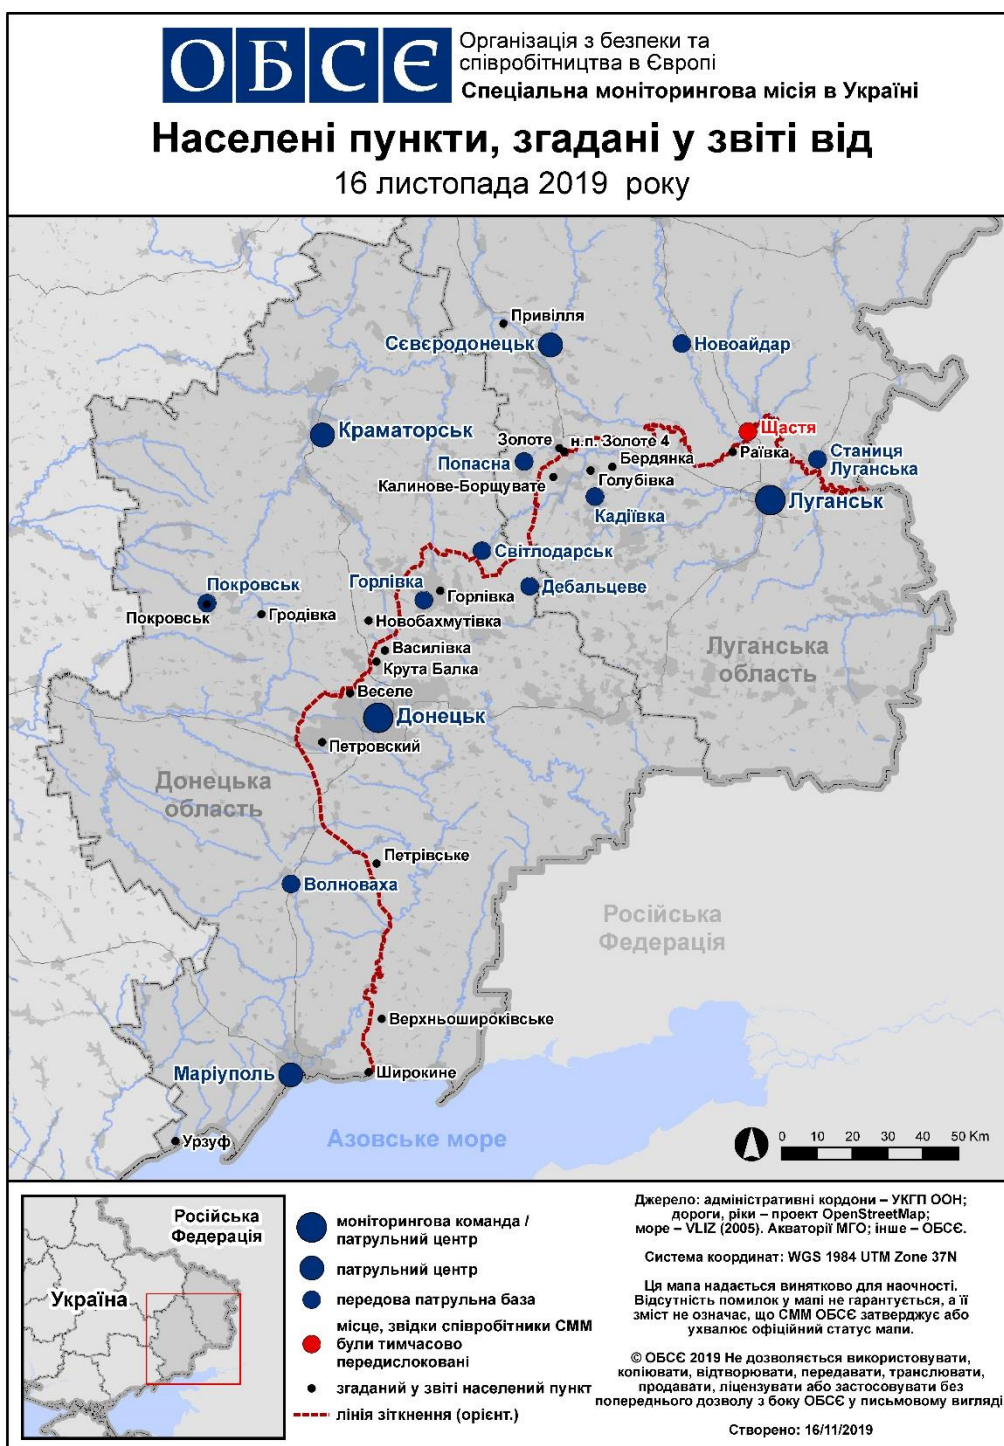 ОБСЄ
Організація з безпеки та
співробітництва в Європі
Спеціальна моніторингова місія в Україні
Населені пункти, згадані у звіті від
16 листопада 2019 року
Привілля
Сєвєродонецьк
Новоайдар
Щастя
Краматорськ
Золоте
н.п. Золоте 4
Раївка
Станиця
Луганська
Попасна
Бердянка
Калинове-Борщувате
Голубівка
Луганськ
Кадіївка
Світлодарськ
Покровськ
Горлівка
Дебальцеве
Горлівка
Покровськ
Гродівка
Новобахмутівка
Василівка
Крута Балка
Луганська
область
Веселе
Донецьк
Петровский
Донецька
область
Петрівське
Волноваха
Російська
Федерація
Верхньошироківське
Маріуполь
Широкине
Урзуф
Азовське море
0 10 20 30 40 50 Km
Російська
Федерація
Україна
моніторингова команда /
патрульний центр
патрульний центр
передова патрульна база
місце, звідки співробітники СММ
були тимчасово
передислоковані
згаданий у звіті населений пункт
лінія зіткнення (орієнт.)
Джерело: адміністративні кордони – УКГП ООН;
дороги, ріки – проект OpenStreetMap;
море – VLIZ (2005). Акваторії МГО; інше – ОБСЄ.
Система координат: WGS 1984 UTM Zone 37N
Ця мапа надається винятково для наочності.
Відсутність помилок у мапі не гарантується, а її
зміст не означає, що СММ ОБСЄ затверджує або
ухвалює офіційний статус мапи.
© ОБСЄ 2019 Не дозволяється використовувати,
копіювати, відтворювати, передавати, транслювати,
продавати, ліцензувати або застосовувати без
попереднього дозволу з боку ОБСЄ у письмовому вигляді
Створено: 16/11/2019